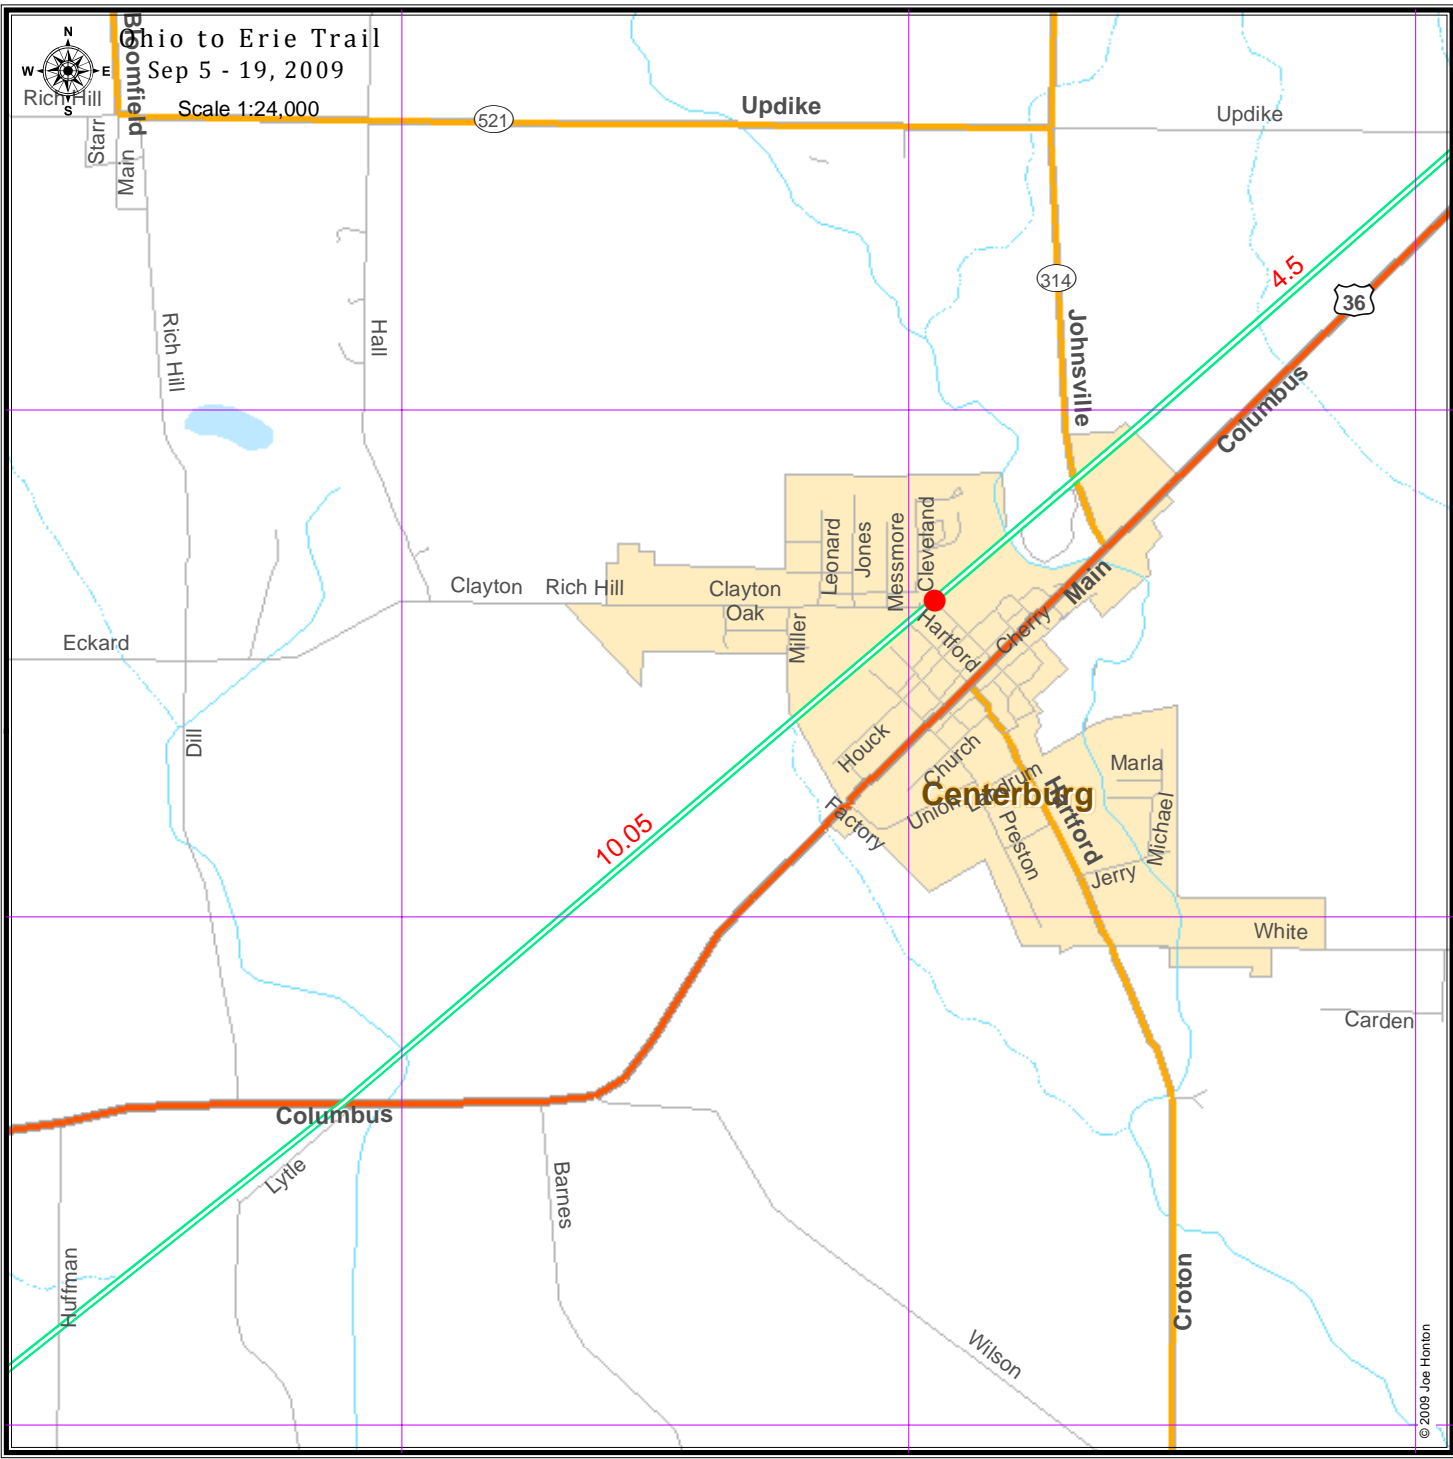 Ohio to Erie Trail
Sep 5 - 19, 2009
Scale 1:24,000
N
W
E
S
Bloomfield
Rich Hill
Starr
Main
521
Updike
Updike
Rich Hill
Hall
314
Johnsville
4.5
36
Columbus
Clayton
Rich Hill
Clayton
Oak
Leonard
Jones
Messmore
Cleveland
Miller
Hartford
Cherry
Main
Eckard
Dill
Houck
Church
Landrum
Union
Centerburg
Hartford
Marla
Michael
Jerry
Preston
Factory
10.05
White
Carden
Columbus
Lytle
Barnes
Huffman
Wilson
Croton
© 2009 Joe Honton